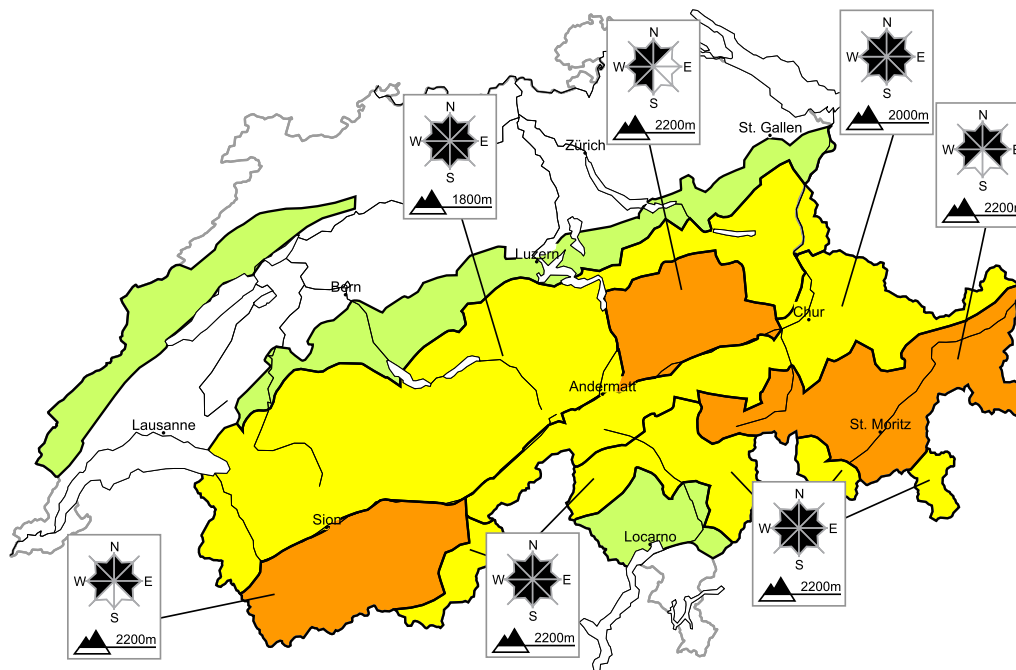 N
W E
S
2200m
N
W E
S
2000m
N
W E
S
1800m
N
W E
S
2200m
St. Gallen
Zürich
Luzern
Bern
Chur
Andermatt
Lausanne
St. Moritz
Sion
Locarno
N
W E
S
2200m
N
W E
S
2200m
N
W E
S
2200m